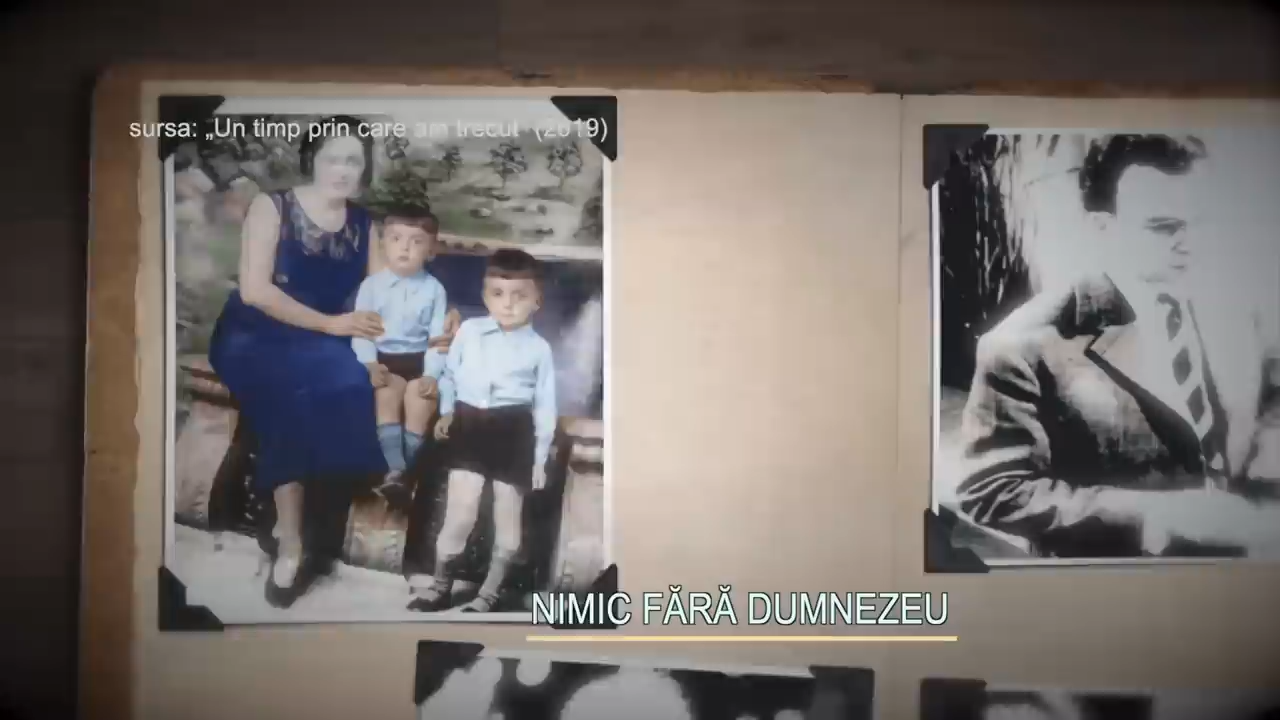 sursa: „Un timp prin care am trecut” (2019)
NIMIC FĂRĂ DUMNEZEU